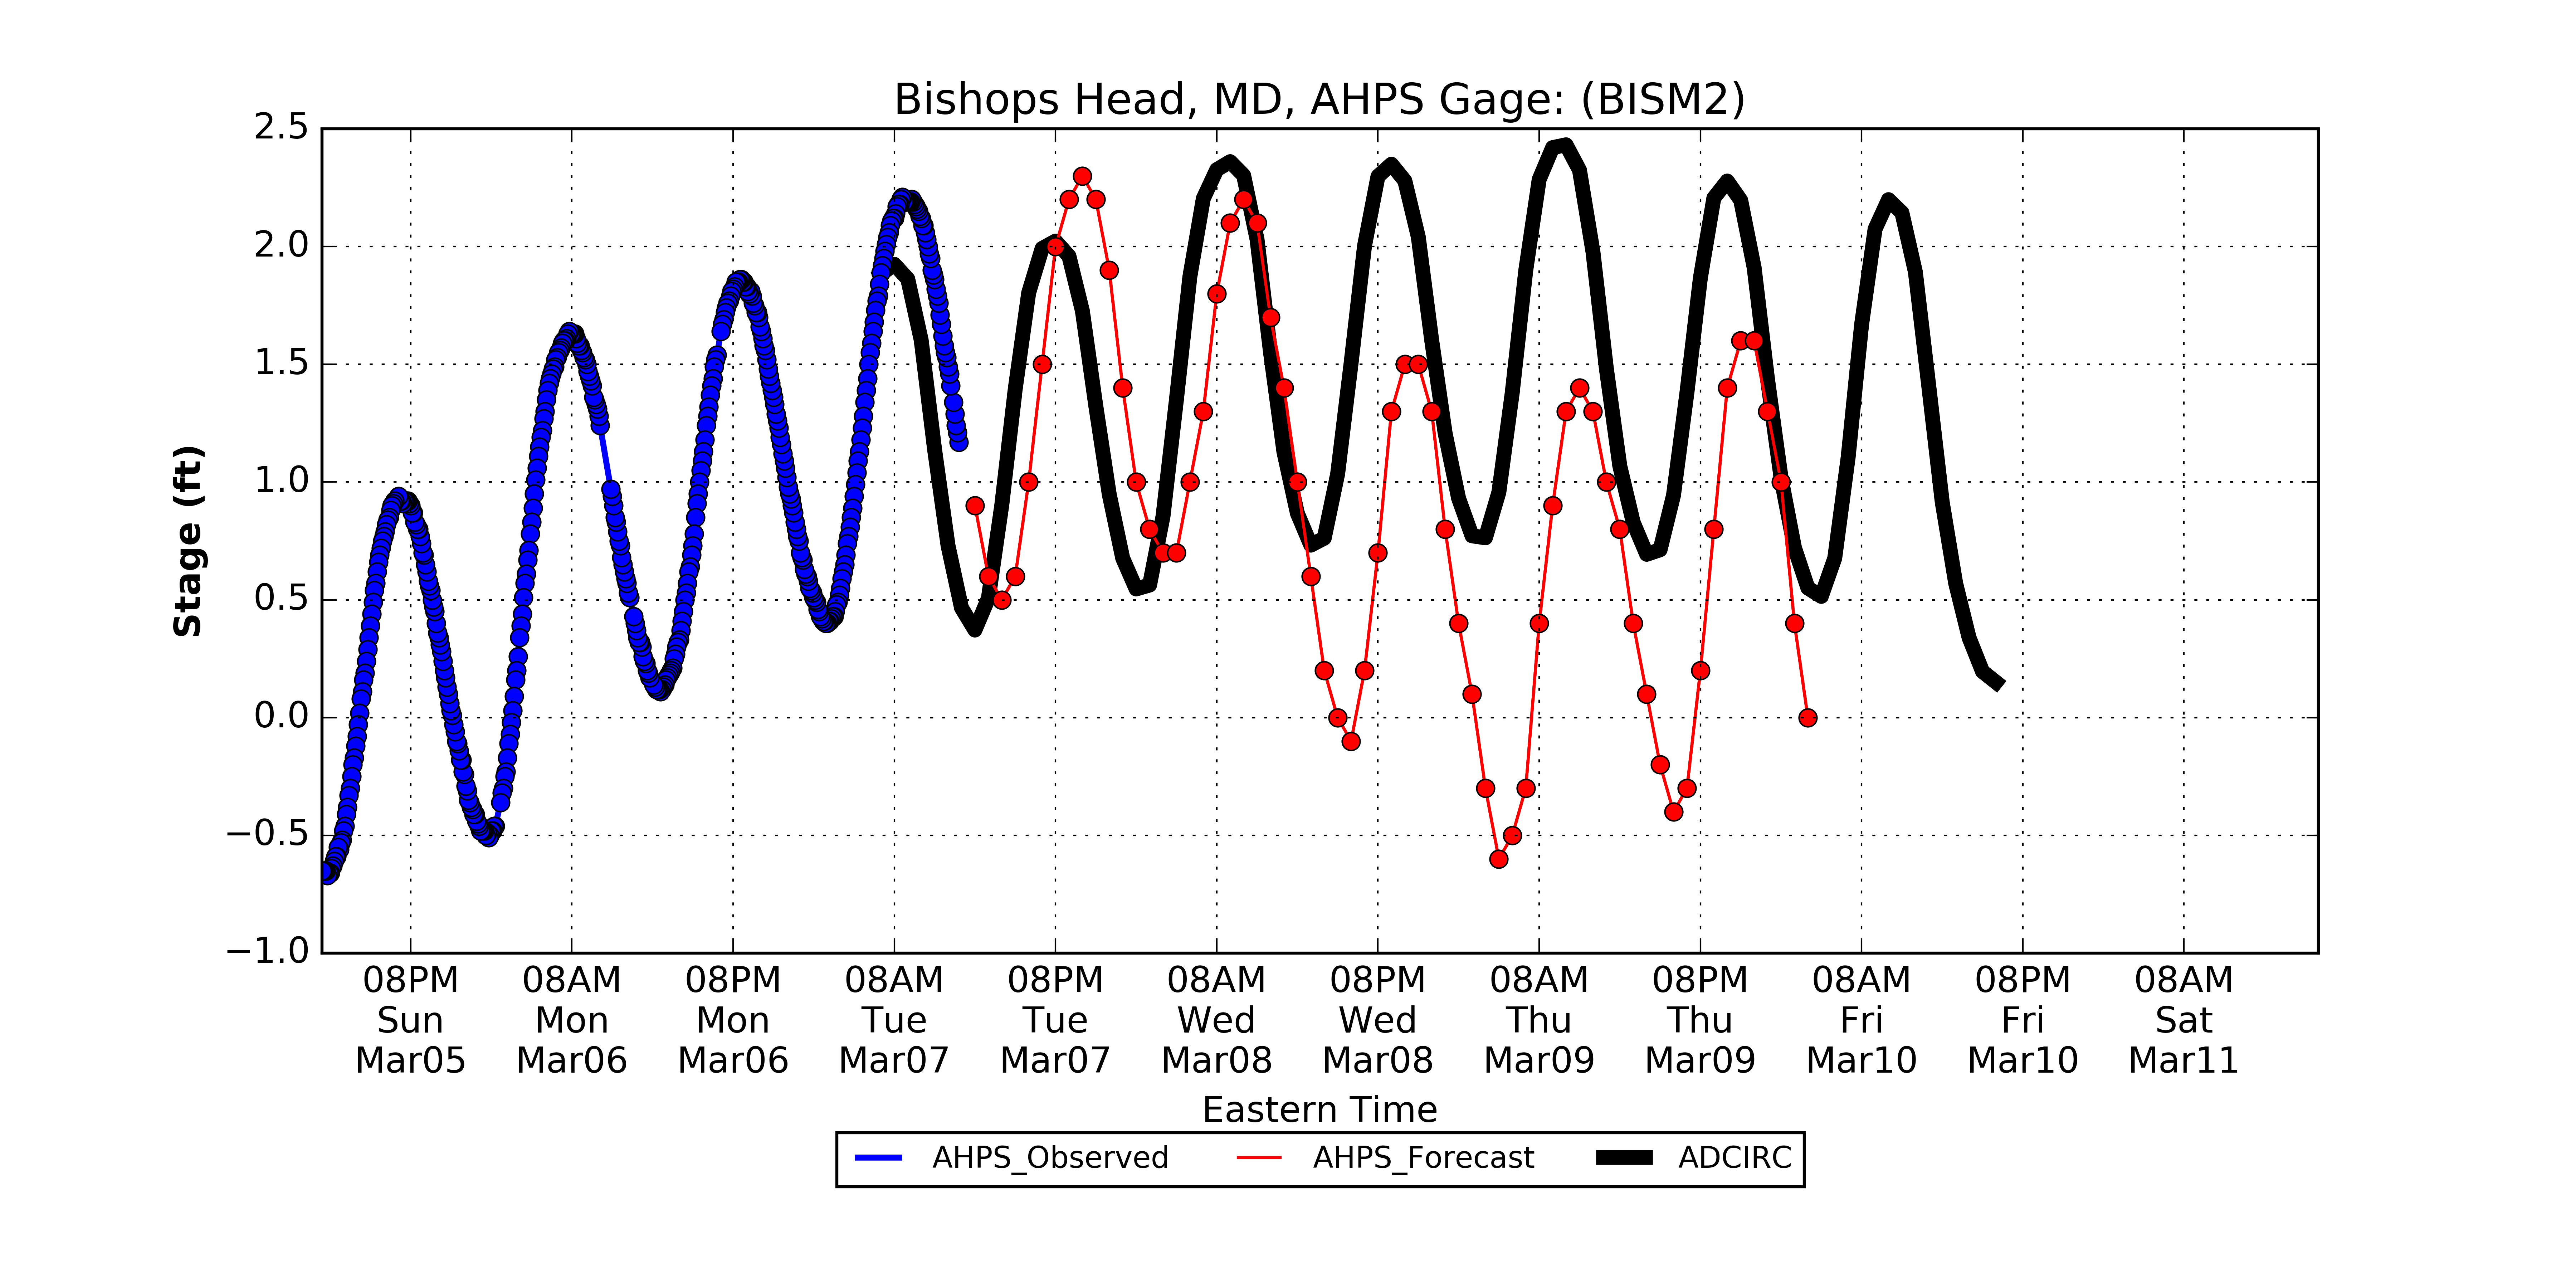 Bishops Head, MD, AHPS Gage: (BISM2)
2.5
2.0
1.5
1.0
0.5
0.0
−0.5
−1.0
Stage (ft)
08PM 08AM 08PM 08AM 08PM 08AM 08PM 08AM 08PM 08AM 08PM 08AM
Sun Mon Mon Tue Tue Wed Wed Thu Thu Fri Fri Sat
Mar05 Mar06 Mar06 Mar07 Mar07 Mar08 Mar08 Mar09 Mar09 Mar10 Mar10 Mar11
Eastern Time
AHPS_Observed AHPS_Forecast ADCIRC